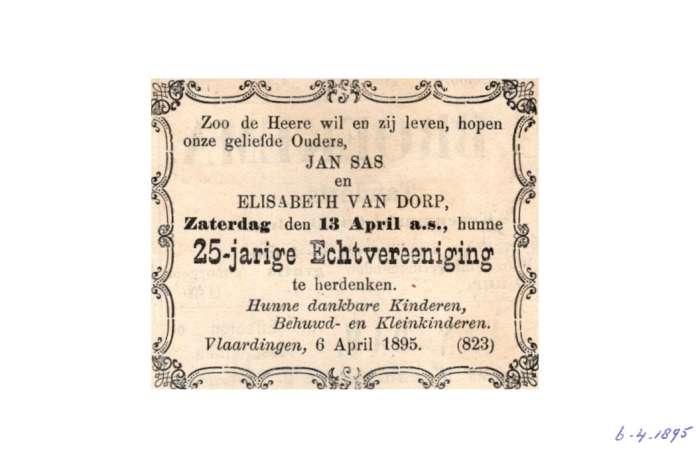 Zoo de Heere wil en zij leven, hopen
onze geliefde Ouders,
JAN SAS
en
ELISABETH VAN DORP,
Zaterdag den 13 April a.s., hunne
25-jarige Echtvereeniging
te herdenken.
Hunne dankbare Kinderen,
Behuwd- en Kleinkinderen.
Vlaardingen, 6 April 1895. (823)
6-4-1895